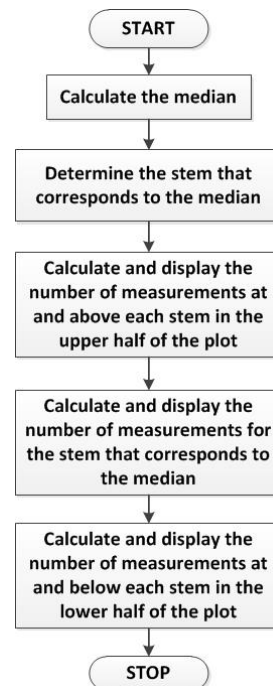 START
Calculate the median
Determine the stem that
corresponds to the median
Calculate and display the
number of measurements at
and above each stem in the
upper half of the plot
Calculate and display the
number of measurements for
the stem that corresponds to
the median
Calculate and display the
number of measurements at
and below each stem in the
lower half of the plot
STOP